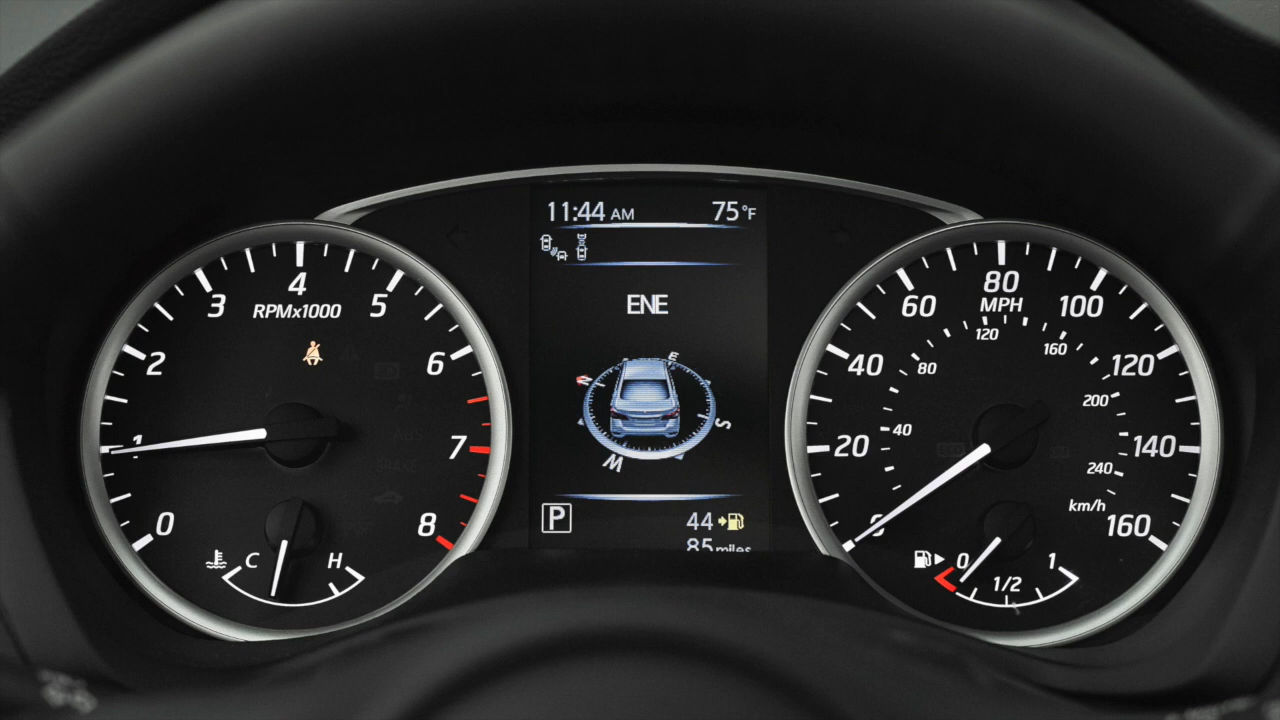 11:44 AM 75°F
ENE
N E S W
P
44
85 miles
0 1 2 3 4 5 6 7 8
RPMx1000
C H
0 20 40 60 80 100 120 140 160
MPH
40 80 120 160 200 240
km/h
0 1/2 1